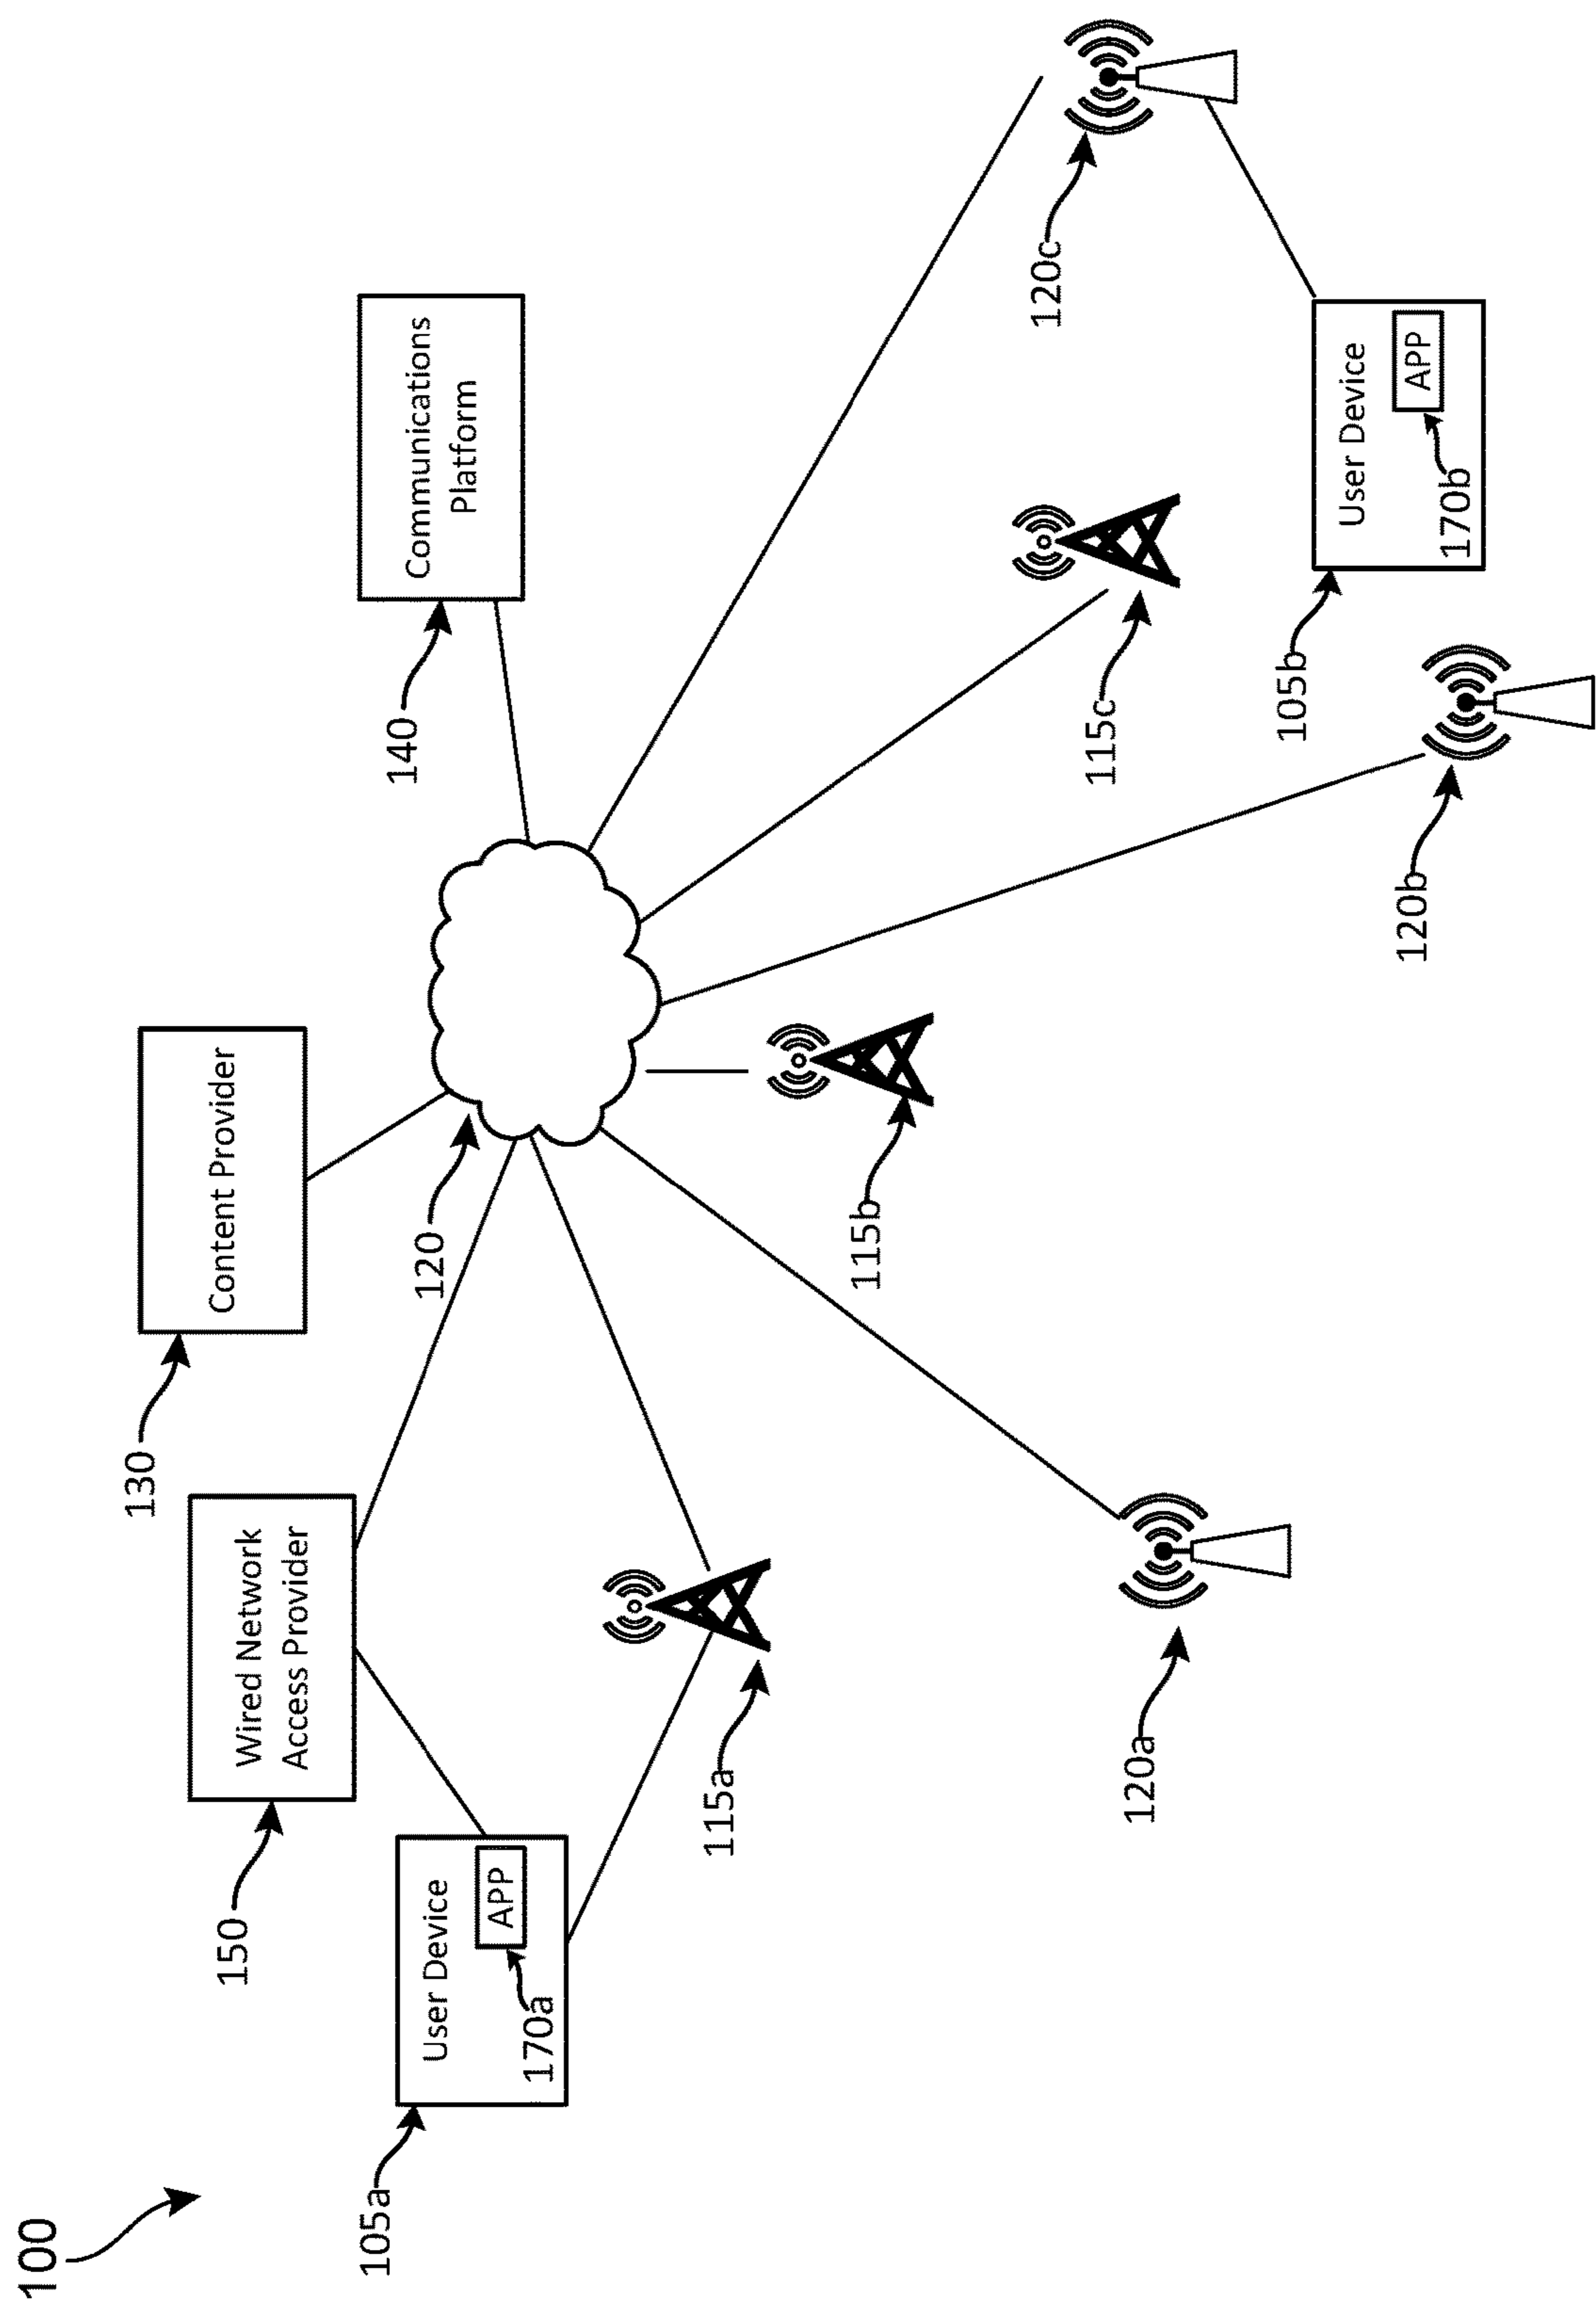 100
130
Content Provider
150
Wired Network
Access Provider
140
Communications
Platform
105a
User Device
APP
170a
120
115a
115b
115c
120c
120a
120b
105b
User Device
APP
170b